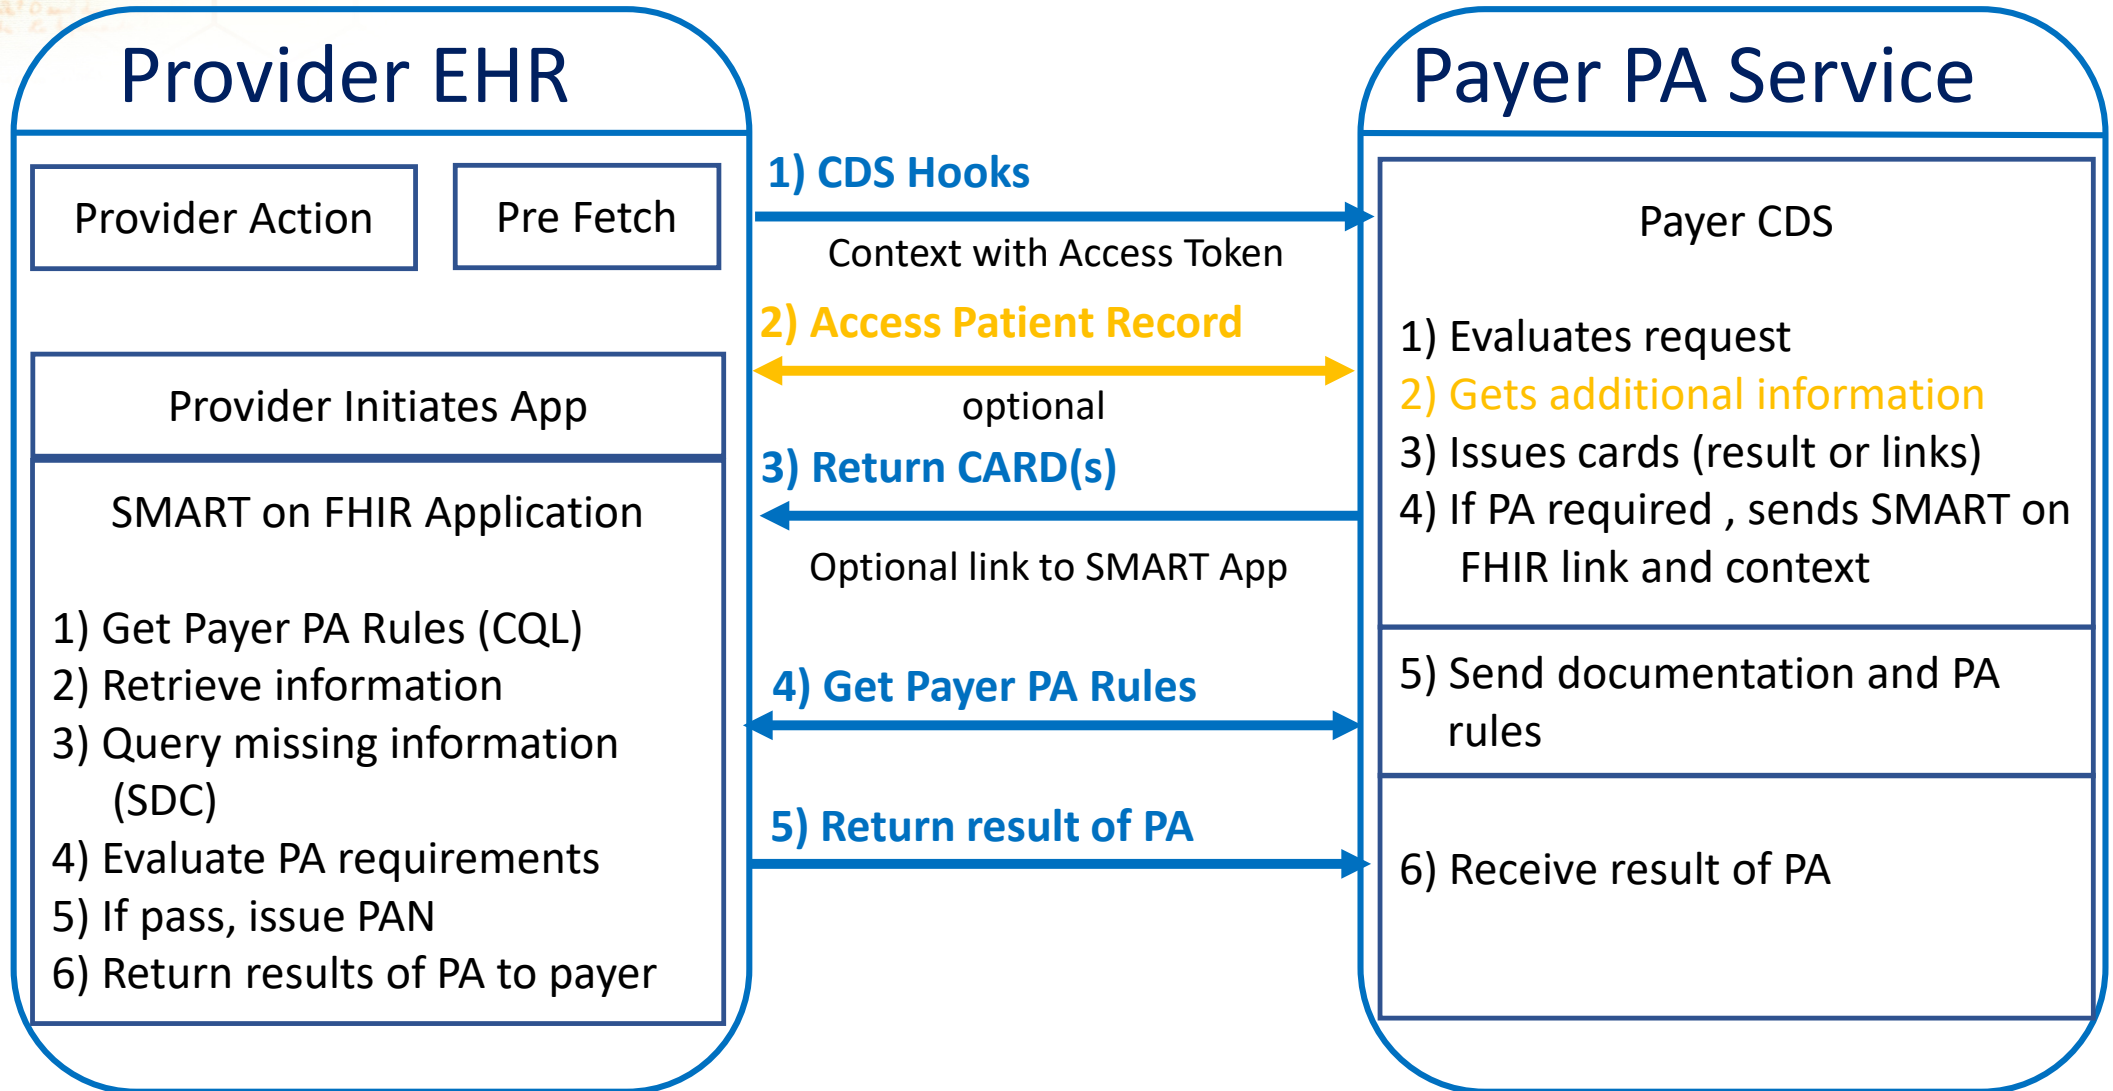 Provider EHR
Provider Action
Pre Fetch
Provider Initiates App
SMART on FHIR Application
1) Get Payer PA Rules (CQL)
2) Retrieve information
3) Query missing information
(SDC)
4) Evaluate PA requirements
5) If pass, issue PAN
6) Return results of PA to payer
1) CDS Hooks
Context with Access Token
2) Access Patient Record
optional
3) Return CARD(s)
Optional link to SMART App
4) Get Payer PA Rules
5) Return result of PA
Payer PA Service
Payer CDS
1) Evaluates request
2) Gets additional information
3) Issues cards (result or links)
4) If PA required , sends SMART on
FHIR link and context
5) Send documentation and PA
rules
6) Receive result of PA